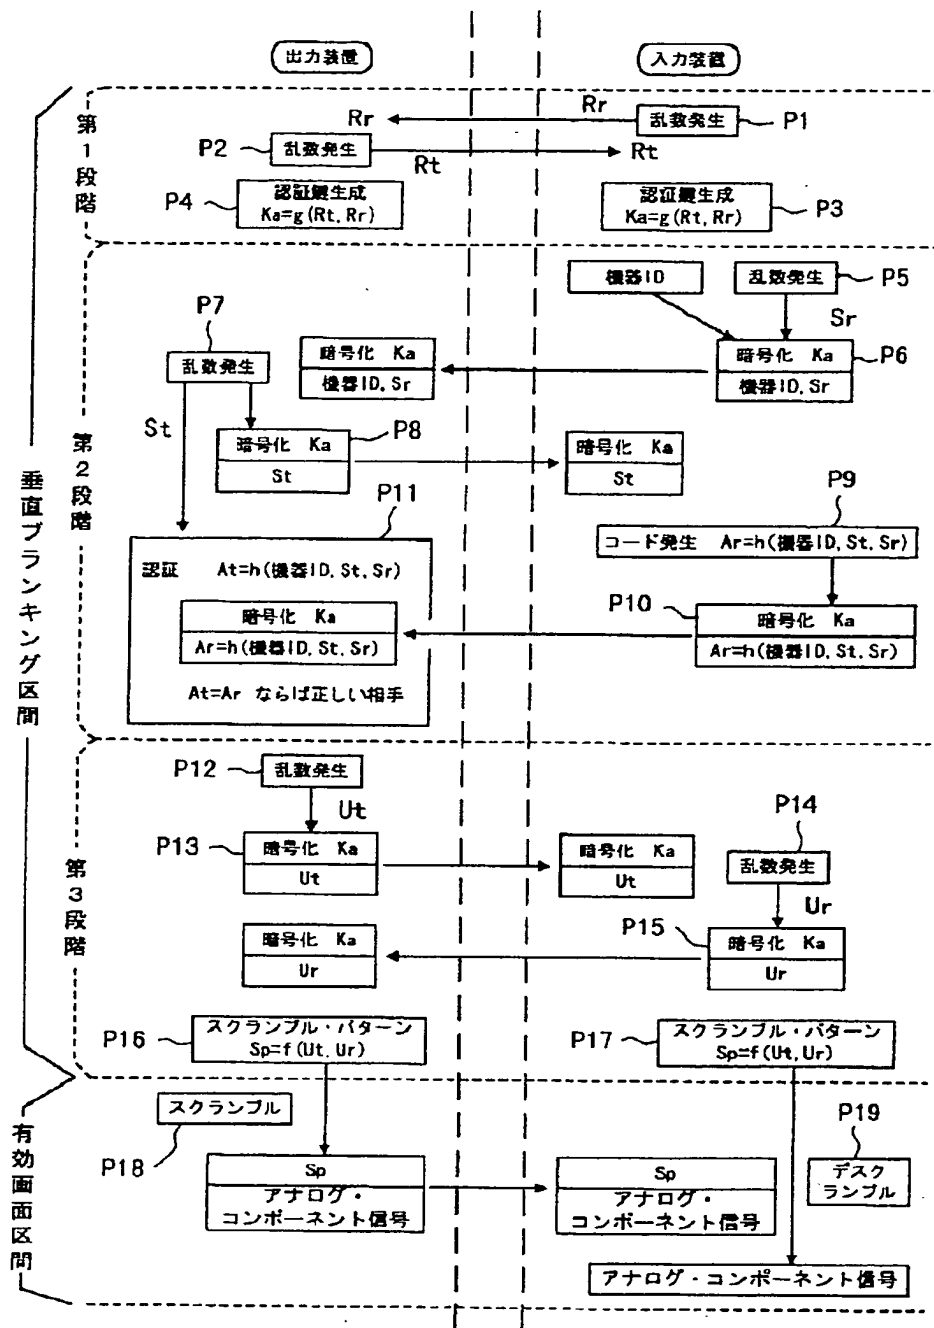 出力装置
入力装置
第1段階
Rr
Rr
乱数発生
P1
P2
乱数発生
Rt
Rt
P4
認証鍵生成
Ka=g(Rt, Rr)
認証鍵生成
Ka=g(Rt, Rr)
P3
垂直ブランキング区間
第2段階
機器ID
乱数発生
P5
Sr
P7
乱数発生
暗号化 Ka
機器ID, Sr
暗号化 Ka
機器ID, Sr
P6
St
暗号化 Ka
St
P8
暗号化 Ka
St
P11
P9
コード発生 Ar=h(機器ID, St, Sr)
認証 At=h(機器ID, St, Sr)
暗号化 Ka
Ar=h(機器ID, St, Sr)
At=Ar ならば正しい相手
P10
暗号化 Ka
Ar=h(機器ID, St, Sr)
第3段階
P12
乱数発生
Ut
P13
暗号化 Ka
Ut
暗号化 Ka
Ut
P14
乱数発生
Ur
暗号化 Ka
Ur
P15
暗号化 Ka
Ur
P16
スクランブル・パターン
Sp=f(Ut, Ur)
P17
スクランブル・パターン
Sp=f(Ut, Ur)
有効画面区間
スクランブル
P18
Sp
アナログ・
コンポーネント信号
Sp
アナログ・
コンポーネント信号
P19
デスク
ランブル
アナログ・コンポーネント信号